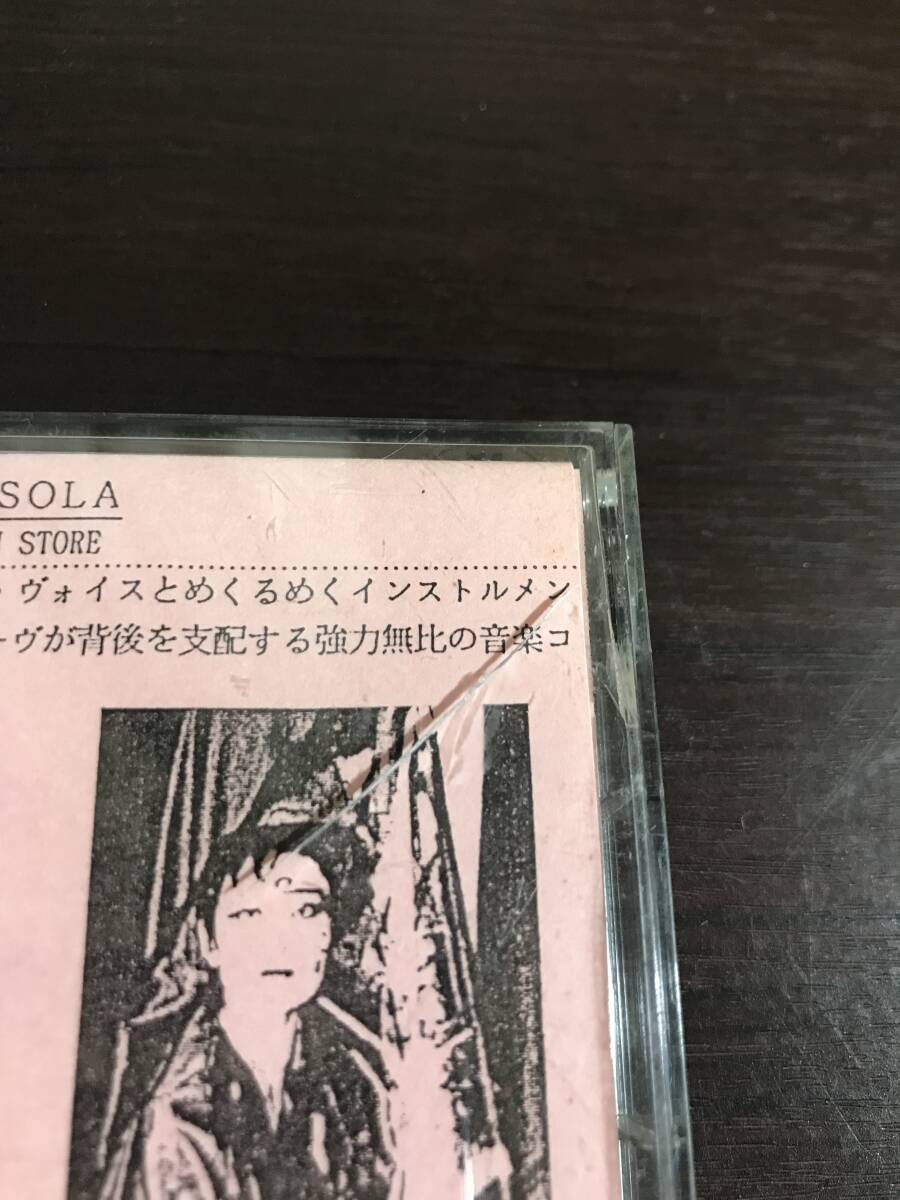 SOLA
STORE
ヴォイスとめくるめくインストルメン
ーヴが背後を支配する強力無比の音楽コ